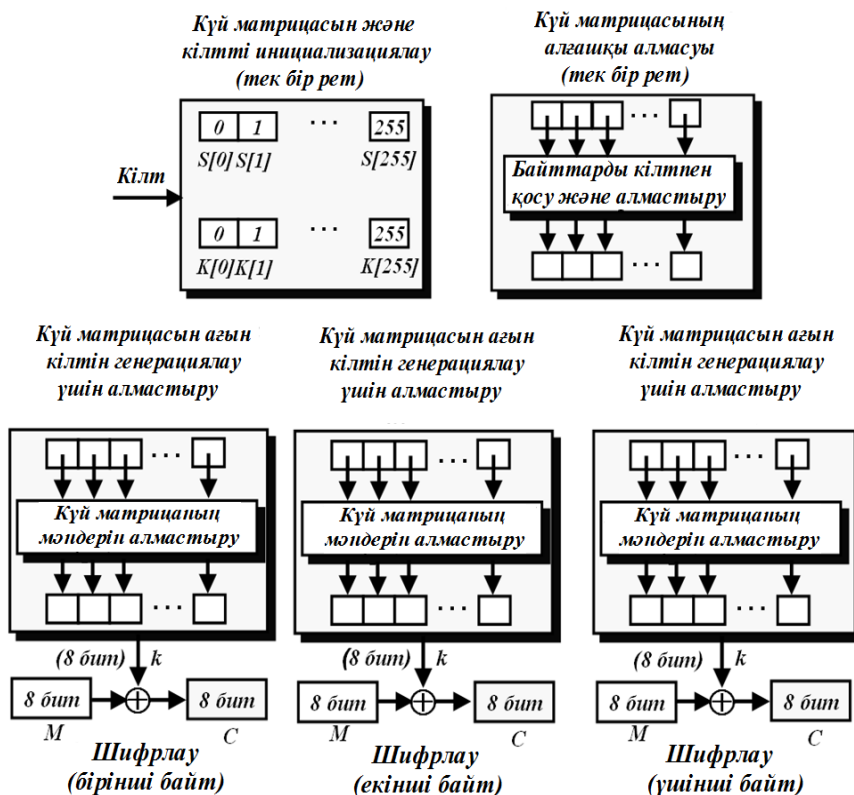 Күй матрицасын және
кілтті инициализациялау
(тек бір рет)
Күй матрицасының
алғашқы алмасуы
(тек бір рет)
Кілт
0 1 ... 255
S[0] S[1] S[255]
0 1 ... 255
K[0] K[1] K[255]
...
Байттарды кілтпен
қосу және алмастыру
...
Күй матрицасын ағын
кілтін генерациялау
үшін алмастыру
Күй матрицасын ағын
кілтін генерациялау
үшін алмастыру
Күй матрицасын ағын
кілтін генерациялау
үшін алмастыру
...
Күй матрицаның
мәндерін алмастыру
...
(8 бит) k
8 бит 8 бит
M C
Шифрлау
(бірінші байт)
...
Күй матрицаның
мәндерін алмастыру
...
(8 бит) k
8 бит 8 бит
M C
Шифрлау
(екінші байт)
...
Күй матрицаның
мәндерін алмастыру
...
(8 бит) k
8 бит 8 бит
M C
Шифрлау
(үшінші байт)